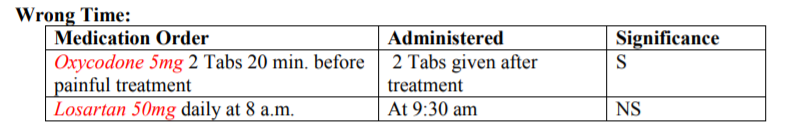 Wrong Time:
Medication Order Administered Significance
Oxycodone 5mg 2 Tabs 20 min. before 2 Tabs given after S
painful treatment treatment
Losartan 50mg daily at 8 a.m. At 9:30 am NS